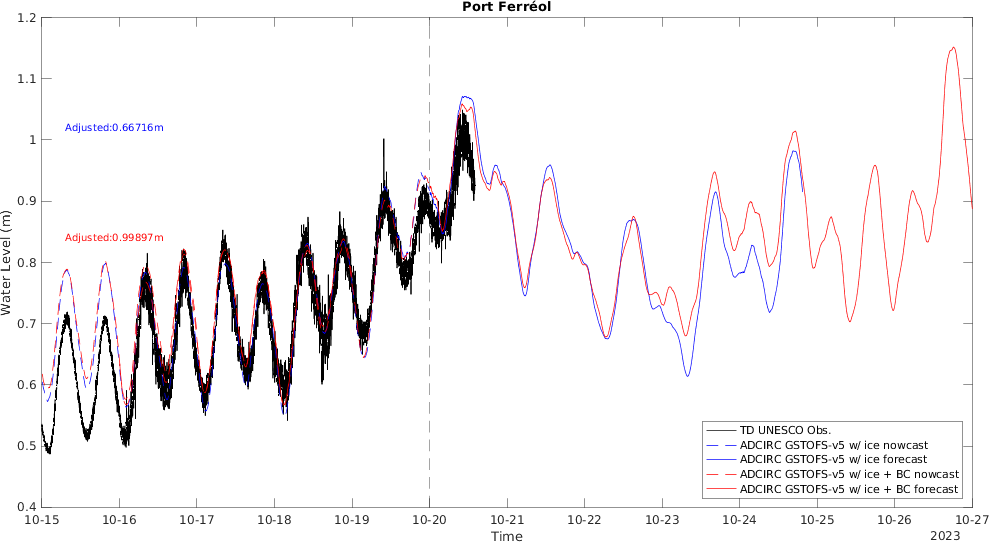 Port Ferréol
1.2
1.1
1
0.9
0.8
0.7
0.6
0.5
0.4
Water Level (m)
Adjusted:0.66716m
Adjusted:0.99897m
TD UNESCO Obs.
ADCIRC GSTOFS-v5 w/ ice nowcast
ADCIRC GSTOFS-v5 w/ ice forecast
ADCIRC GSTOFS-v5 w/ ice + BC nowcast
ADCIRC GSTOFS-v5 w/ ice + BC forecast
10-15 10-16 10-17 10-18 10-19 10-20 10-21 10-22 10-23 10-24 10-25 10-26 10-27
Time
2023